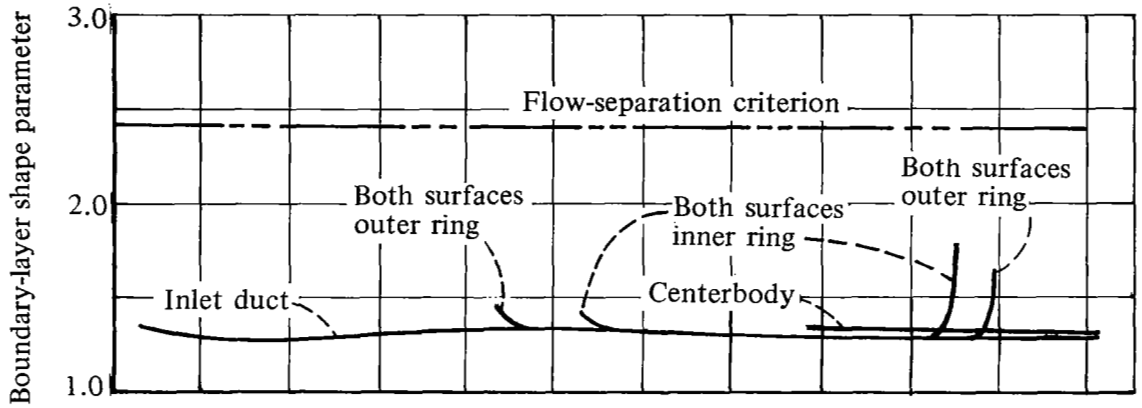 Boundary-layer shape parameter
3.0
Flow-separation criterion
Both surfaces
outer ring
2.0
Both surfaces
outer ring
Both surfaces
inner ring
Inlet duct
Centerbody
1.0